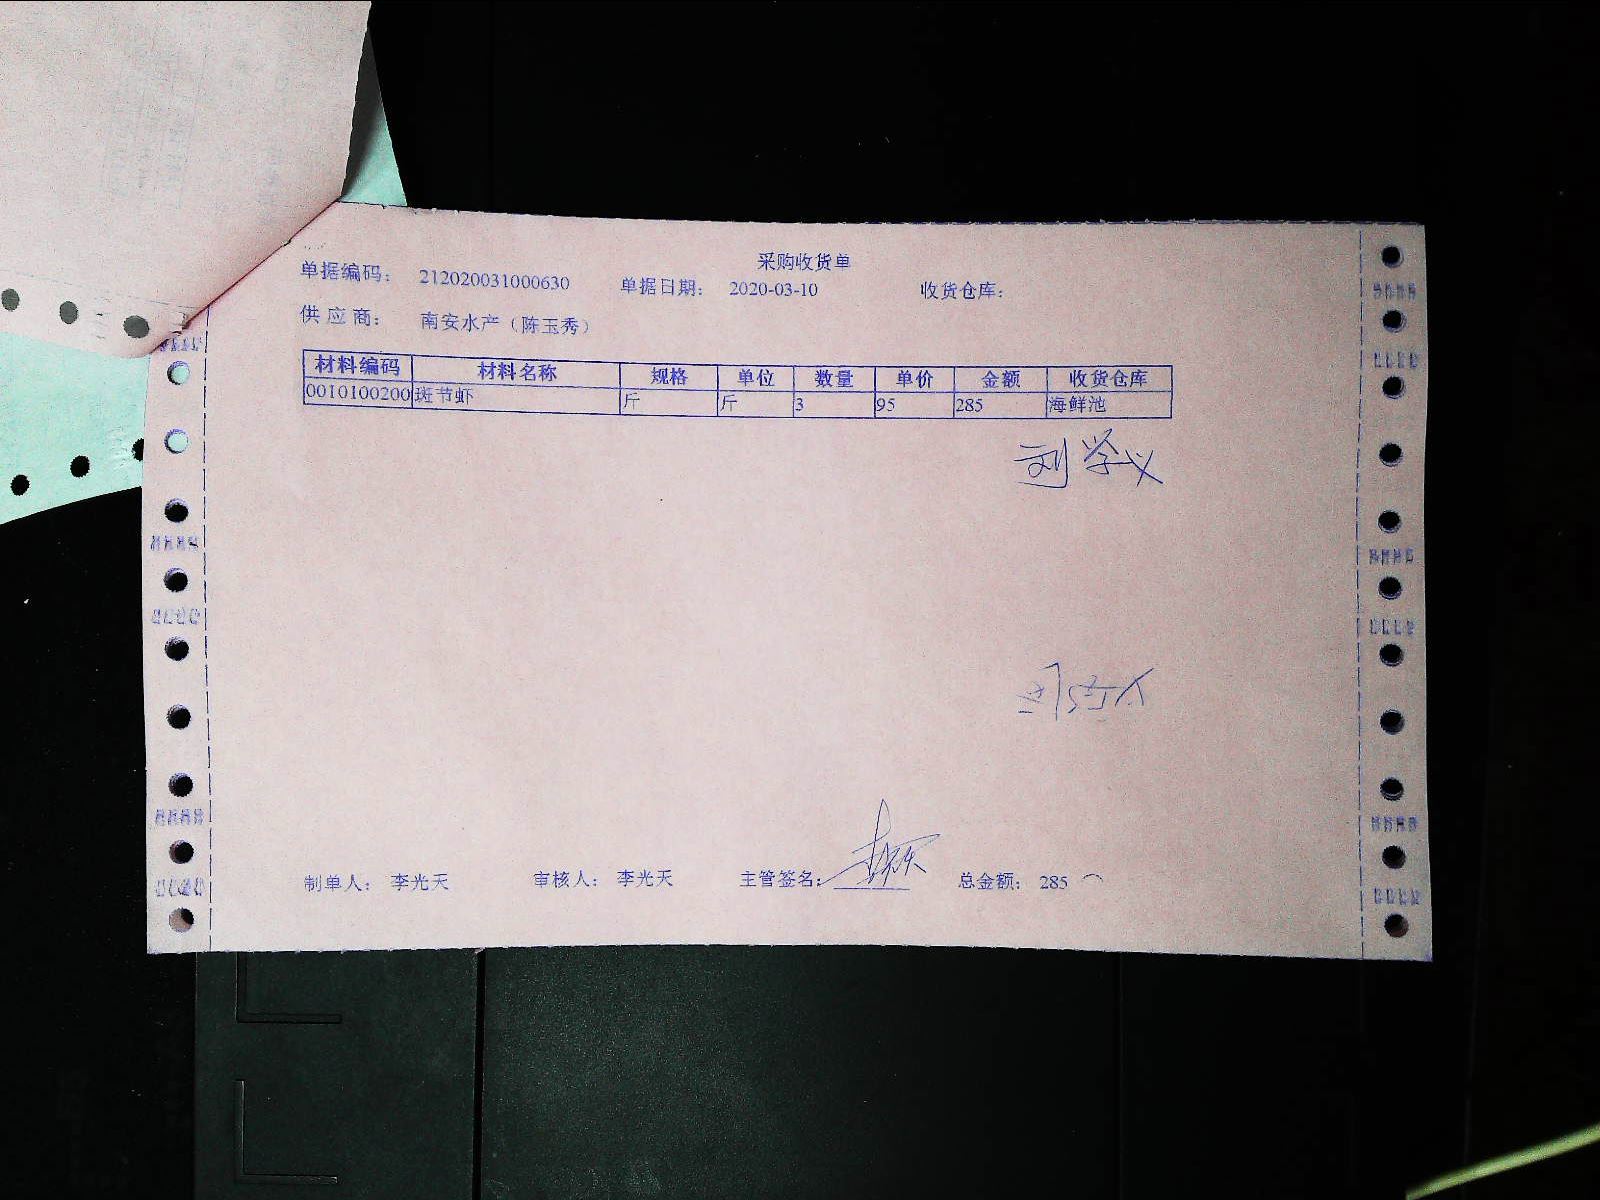 采购收货单
单据编码： 212020031000630 单据日期： 2020-03-10 收货仓库：
供应商： 南安水产（陈玉秀）
材料编码 材料名称 规格 单位 数量 单价 金额 收货仓库
0010100200 斑节虾 斤 斤 3 95 285 海鲜池
刘学义
制单人： 李光天 审核人： 李光天 主管签名： 总金额： 285